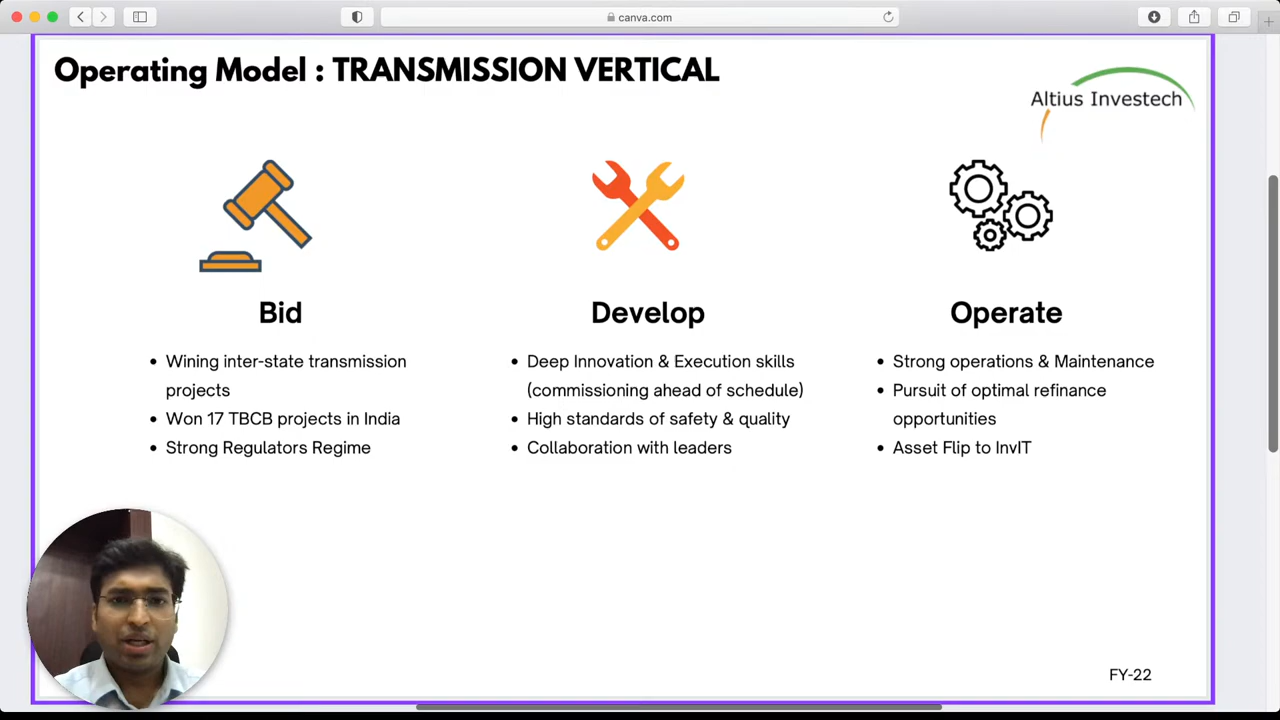 canva.com
Operating Model : TRANSMISSION VERTICAL
Altius Investech
Bid
Wining inter-state transmission
projects
Won 17 TBCB projects in India
Strong Regulators Regime
Develop
Deep Innovation & Execution skills
(commissioning ahead of schedule)
High standards of safety & quality
Collaboration with leaders
Operate
Strong operations & Maintenance
Pursuit of optimal refinance
opportunities
Asset Flip to InvIT
FY-22